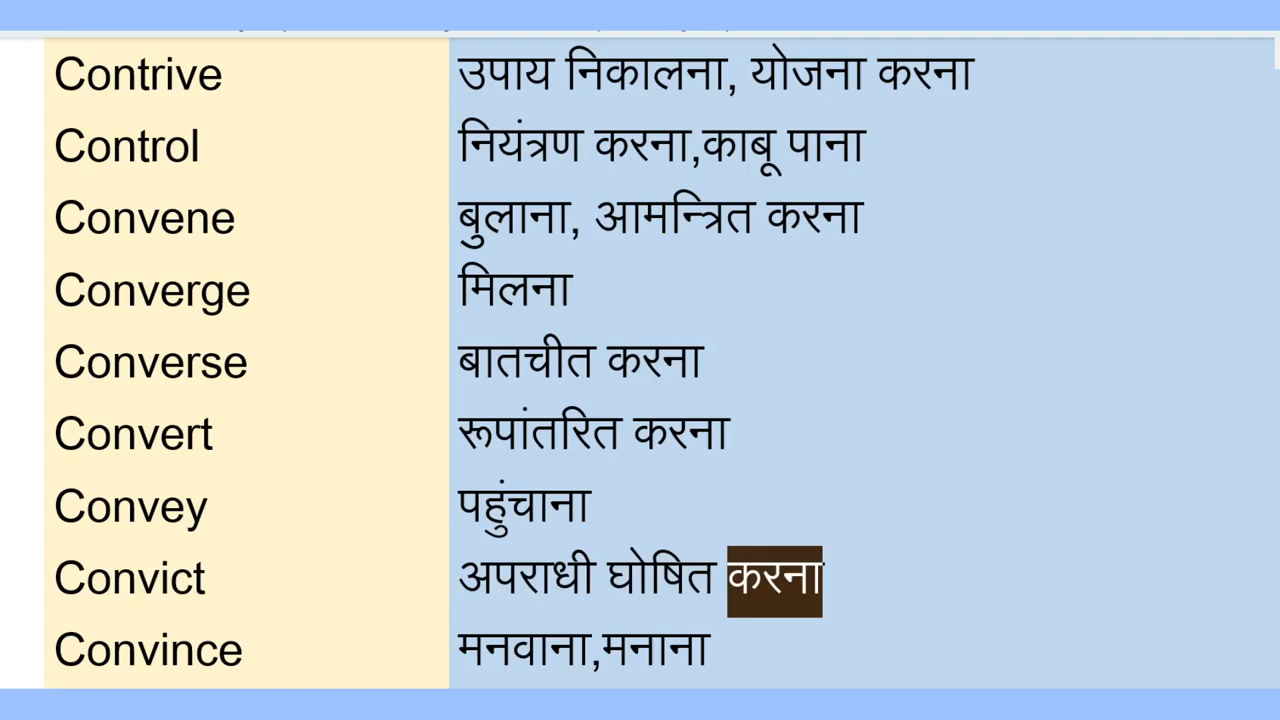 Contrive उपाय निकालना, योजना करना
Control नियंत्रण करना,काबू पाना
Convene बुलाना, आमन्त्रित करना
Converge मिलना
Converse बातचीत करना
Convert रूपांतरित करना
Convey पहुंचाना
Convict अपराधी घोषित करना
Convince मनवाना,मनाना